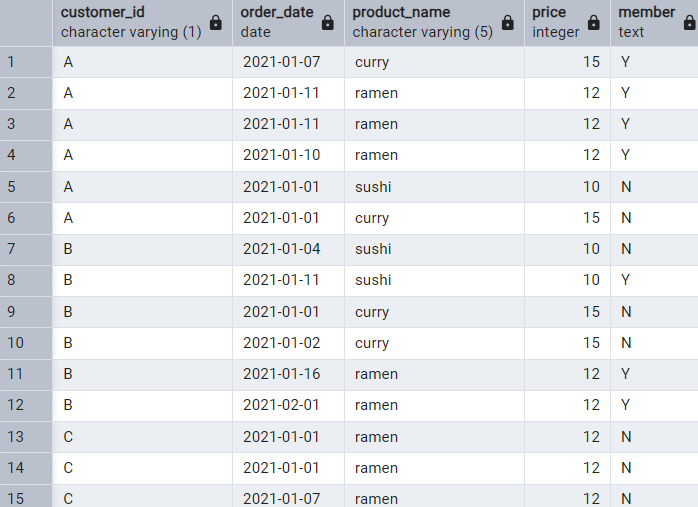 customer_id order_date product_name price member
character varying (1) date character varying (5) integer text
1 A 2021-01-07 curry 15 Y
2 A 2021-01-11 ramen 12 Y
3 A 2021-01-11 ramen 12 Y
4 A 2021-01-10 ramen 12 Y
5 A 2021-01-01 sushi 10 N
6 A 2021-01-01 curry 15 N
7 B 2021-01-04 sushi 10 N
8 B 2021-01-11 sushi 10 Y
9 B 2021-01-01 curry 15 N
10 B 2021-01-02 curry 15 N
11 B 2021-01-16 ramen 12 Y
12 B 2021-02-01 ramen 12 Y
13 C 2021-01-01 ramen 12 N
14 C 2021-01-01 ramen 12 N
15 C 2021-01-07 ramen 12 N